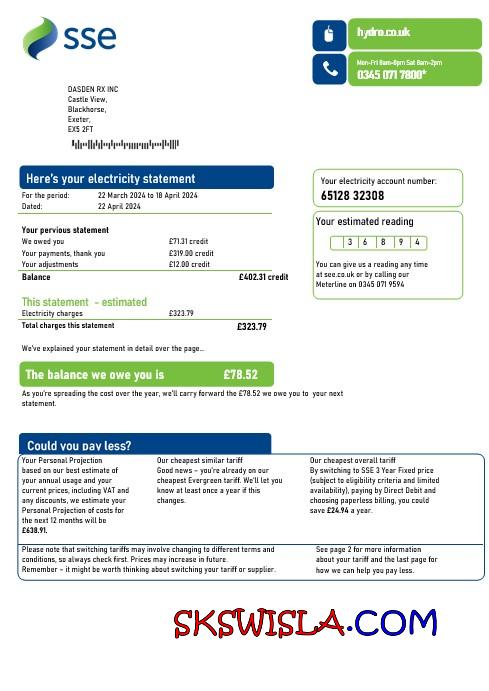 sse
hydro.co.uk
Mon-Fri 8am-8pm Sat 8am-2pm
0345 071 7800*
DASDEN RX INC
Castle View,
Blackhorse,
Exeter,
EX5 2FT
Here's your electricity statement
For the period: 22 March 2024 to 18 April 2024
Dated: 22 April 2024
Your electricity account number:
65128 32308
Your estimated reading
3 6 8 9 4
You can give us a reading any time
at see.co.uk or by calling our
Meterline on 0345 071 9594
Your pervious statement
We owed you £71.31 credit
Your payments, thank you £319.00 credit
Your adjustments £12.00 credit
Balance £402.31 credit
This statement - estimated
Electricity charges £323.79
Total charges this statement £323.79
We've explained your statement in detail over the page...
The balance we owe you is £78.52
As you're spreading the cost over the year, we'll carry forward the £78.52 we owe you to your next
statement.
Could you pay less?
Your Personal Projection
based on our best estimate of
your annual usage and your
current prices, including VAT and
any discounts, we estimate your
Personal Projection of costs for
the next 12 months will be
£638.91.
Our cheapest similar tariff
Good news – you're already on our
cheapest Evergreen tariff. We'll let you
know at least once a year if this
changes.
Our cheapest overall tariff
By switching to SSE 3 Year Fixed price
(subject to eligibility criteria and limited
availability), paying by Direct Debit and
choosing paperless billing, you could
save £24.94 a year.
Please note that switching tariffs may involve changing to different terms and
conditions, so always check first. Prices may increase in future.
Remember – it might be worth thinking about switching your tariff or supplier.
See page 2 for more information
about your tariff and the last page for
how we can help you pay less.
SKSWISLA.COM